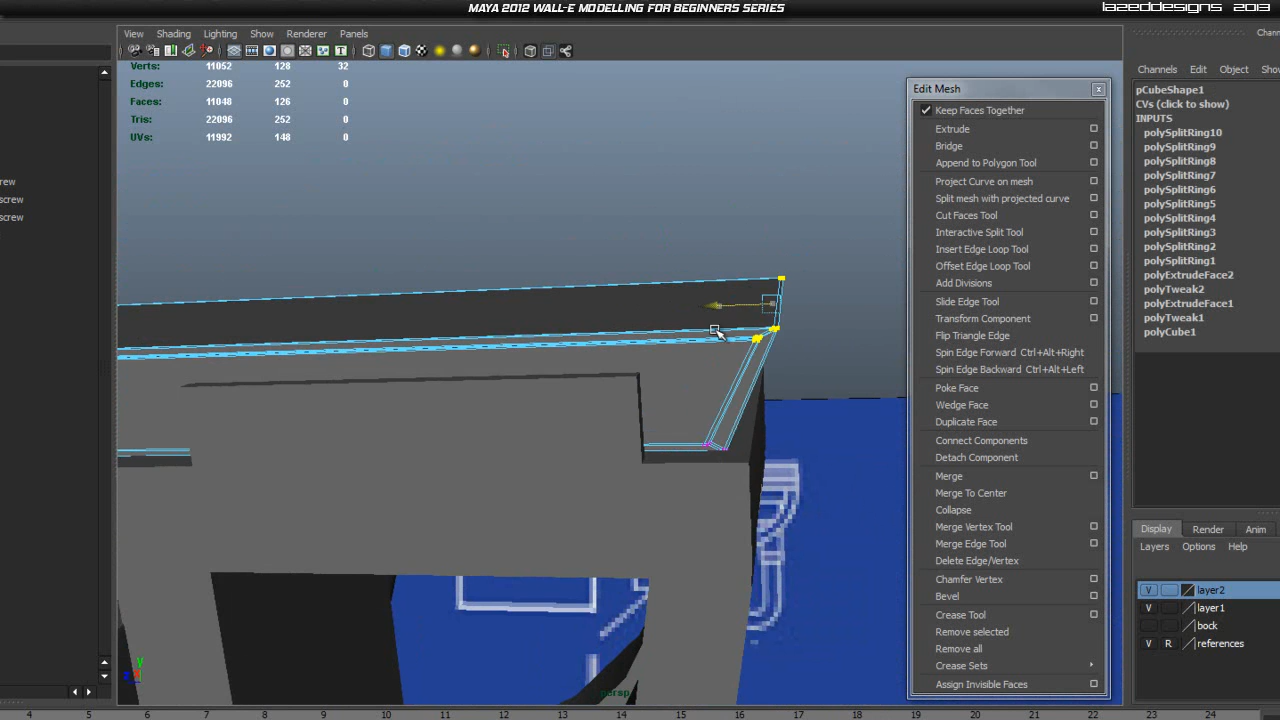 MAYA 2012 WALL-E MODELLING FOR BEGINNERS SERIES
LAZEDDESIGNS 2013
View Shading Lighting Show Renderer Panels
Verts: 11052 128 32
Edges: 22096 252 0
Faces: 11048 126 0
Tris: 22096 252 0
UVs: 11992 148 0
rew
screw
screw
Edit Mesh
Keep Faces Together
Extrude
Bridge
Append to Polygon Tool
Project Curve on mesh
Split mesh with projected curve
Cut Faces Tool
Interactive Split Tool
Insert Edge Loop Tool
Offset Edge Loop Tool
Add Divisions
Slide Edge Tool
Transform Component
Flip Triangle Edge
Spin Edge Forward Ctrl+Alt+Right
Spin Edge Backward Ctrl+Alt+Left
Poke Face
Wedge Face
Duplicate Face
Connect Components
Detach Component
Merge
Merge To Center
Collapse
Merge Vertex Tool
Merge Edge Tool
Delete Edge/Vertex
Chamfer Vertex
Bevel
Crease Tool
Remove selected
Remove all
Crease Sets
Assign Invisible Faces
Chann
Channels Edit Object Show
pCubeShape1
CVs (click to show)
INPUTS
polySplitRing10
polySplitRing9
polySplitRing8
polySplitRing7
polySplitRing6
polySplitRing5
polySplitRing4
polySplitRing3
polySplitRing2
polySplitRing1
polyExtrudeFace2
polyTweak2
polyExtrudeFace1
polyTweak1
polyCube1
Display Render Anim
Layers Options Help
V layer2
V layer1
bock
V R references
y
persp
4 5 6 7 8 9 10 11 12 13 14 15 16 17 18 19 20 21 22 23 24